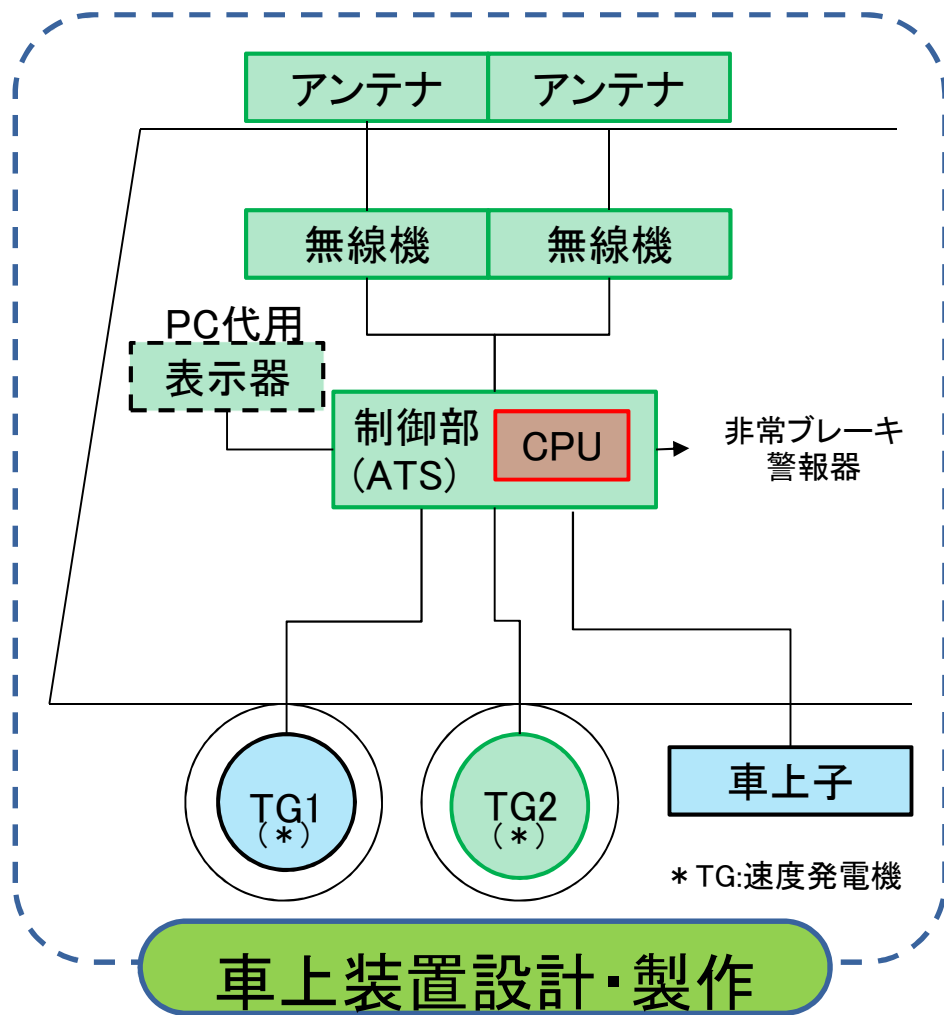 アンテナ アンテナ
無線機 無線機
PC代用
表示器
制御部
(ATS)
CPU
非常ブレーキ
警報器
TG1
(*)
TG2
(*)
車上子
* TG:速度発電機
車上装置設計・製作